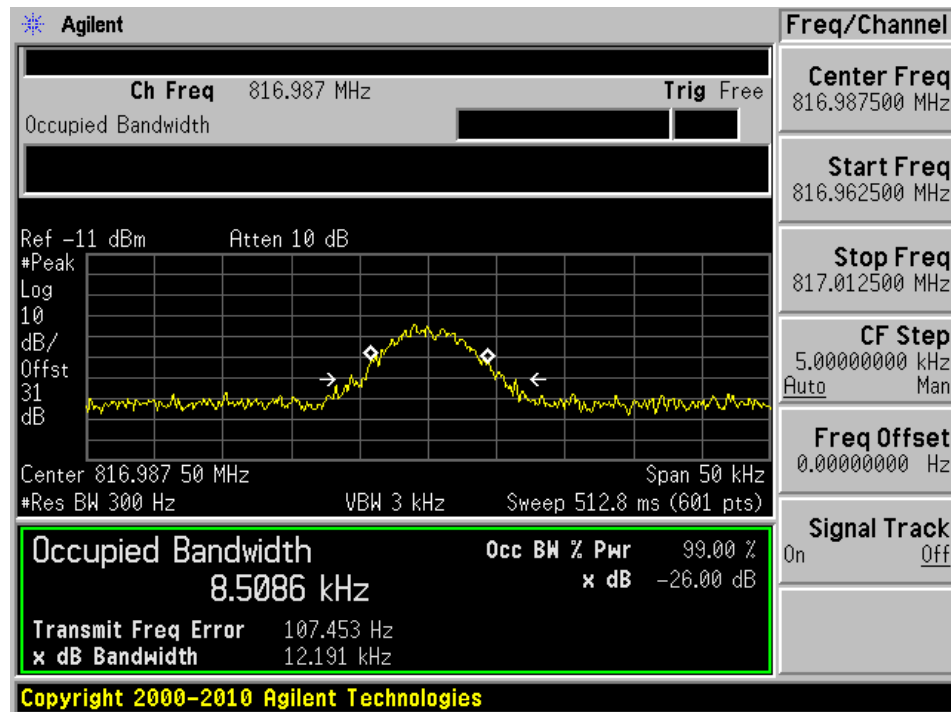 Agilent
Freq/Channel
Ch Freq 816.987 MHz Trig Free
Occupied Bandwidth
Center Freq
816.987500 MHz
Start Freq
816.962500 MHz
Stop Freq
817.012500 MHz
CF Step
5.00000000 kHz
Auto Man
Freq Offset
0.00000000 Hz
Signal Track
On Off
Ref -11 dBm Atten 10 dB
#Peak
Log
10
dB/
Offst
31
dB
Center 816.987 50 MHz Span 50 kHz
#Res BW 300 Hz VBW 3 kHz Sweep 512.8 ms (601 pts)
Occupied Bandwidth
8.5086 kHz
Occ BW % Pwr 99.00 %
x dB -26.00 dB
Transmit Freq Error 107.453 Hz
x dB Bandwidth 12.191 kHz
Copyright 2000-2010 Agilent Technologies